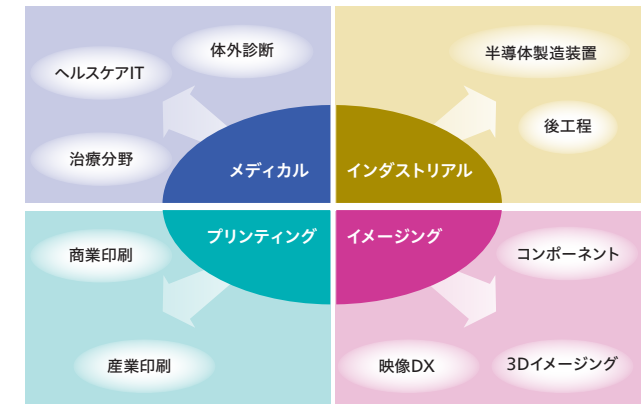 体外診断
ヘルスケアIT
治療分野
メディカル
半導体製造装置
後工程
インダストリアル
プリンティング
商業印刷
産業印刷
イメージング
コンポーネント
映像DX
3Dイメージング